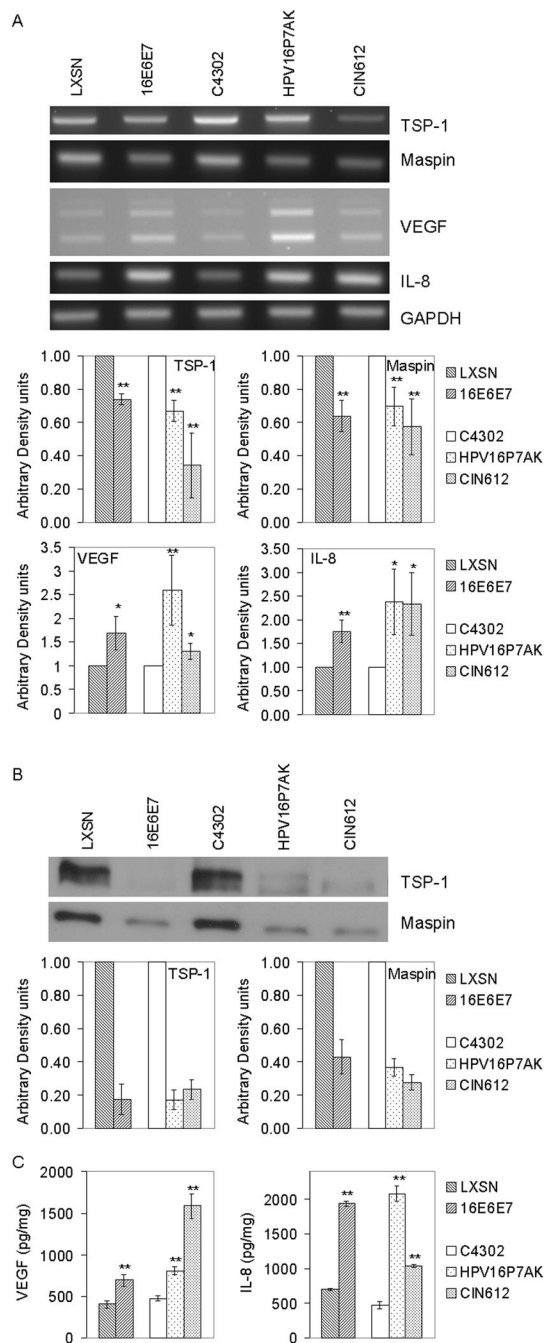 A
LXSN
16E6E7
C4302
HPV16P7AK
CIN612
TSP-1
Maspin
VEGF
IL-8
GAPDH
Arbitrary Density units
1.00
0.80
0.60
0.40
0.20
0.00
TSP-1
**
**
**
Arbitrary Density units
1.00
0.80
0.60
0.40
0.20
0.00
Maspin
**
**
**
LXSN
16E6E7
C4302
HPV16P7AK
CIN612
Arbitrary Density units
3.5
3
2.5
2
1.5
1
0.5
0
VEGF
*
**
*
Arbitrary Density units
3.50
3.00
2.50
2.00
1.50
1.00
0.50
0.00
IL-8
**
*
*
LXSN
16E6E7
C4302
HPV16P7AK
CIN612
B
LXSN
16E6E7
C4302
HPV16P7AK
CIN612
TSP-1
Maspin
Arbitrary Density units
1.00
0.80
0.60
0.40
0.20
0.00
TSP-1
Arbitrary Density units
1.00
0.80
0.60
0.40
0.20
0.00
Maspin
LXSN
16E6E7
C4302
HPV16P7AK
CIN612
C
VEGF (pg/mg)
2000
1500
1000
500
0
**
**
**
IL-8 (pg/mg)
2000
1500
1000
500
0
**
**
**
LXSN
16E6E7
C4302
HPV16P7AK
CIN612